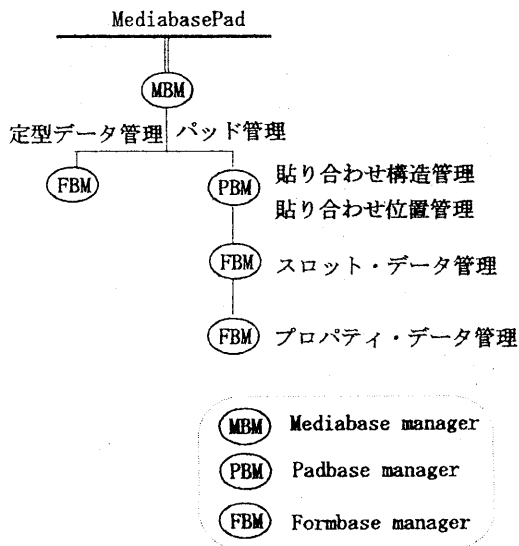 MediabasePad
MBM
定型データ管理 パッド管理
FBM
PBM
貼り合わせ構造管理
貼り合わせ位置管理
FBM スロット・データ管理
FBM プロパティ・データ管理
MBM Mediabase manager
PBM Padbase manager
FBM Formbase manager